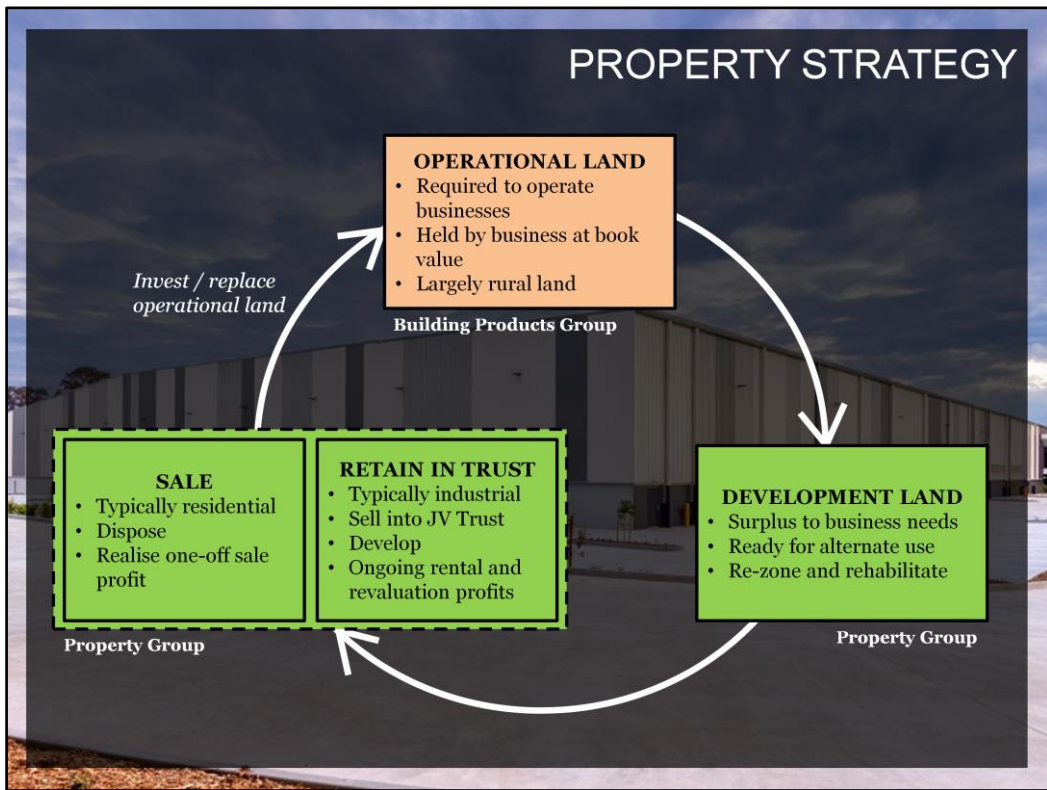 PROPERTY STRATEGY
OPERATIONAL LAND
• Required to operate
businesses
• Held by business at book
value
• Largely rural land
Building Products Group
Invest / replace
operational land
SALE
• Typically residential
• Dispose
• Realise one-off sale
profit
RETAIN IN TRUST
• Typically industrial
• Sell into JV Trust
• Develop
• Ongoing rental and
revaluation profits
Property Group
DEVELOPMENT LAND
• Surplus to business needs
• Ready for alternate use
• Re-zone and rehabilitate
Property Group